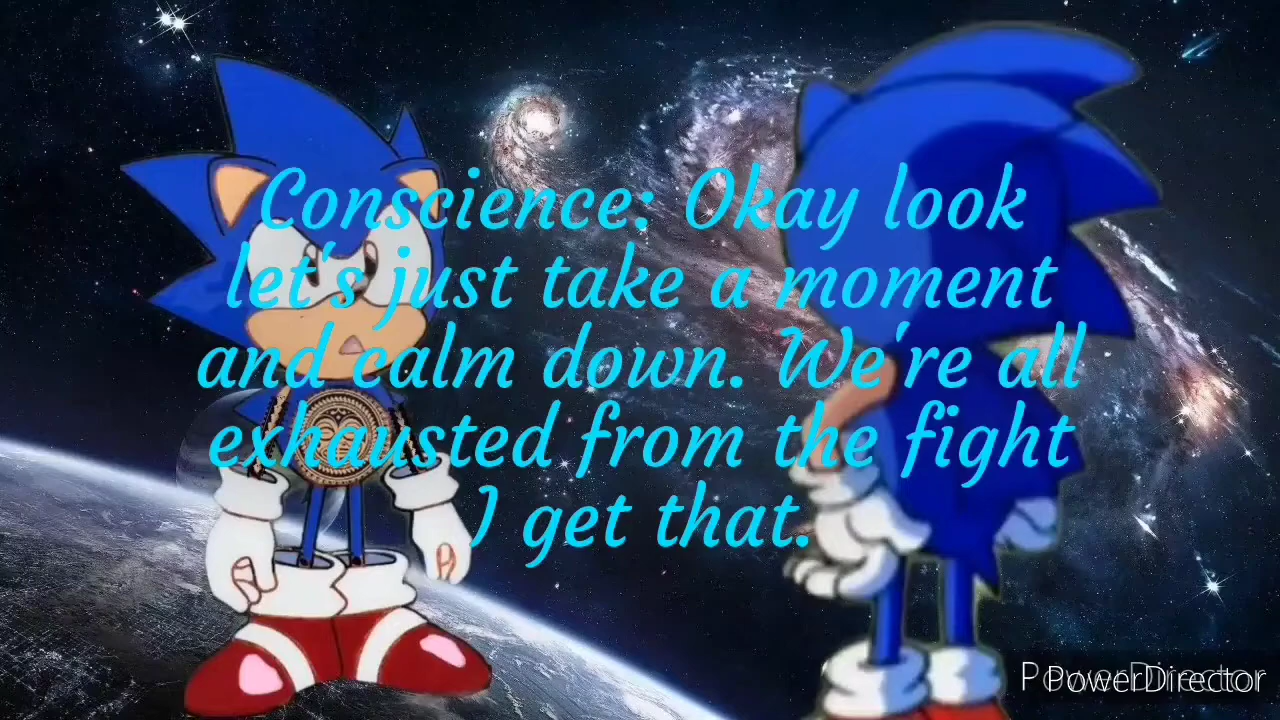 Conscience: Okay look
let's just take a moment
and calm down. We're all
exhausted from the fight
I get that.
PowerDirector